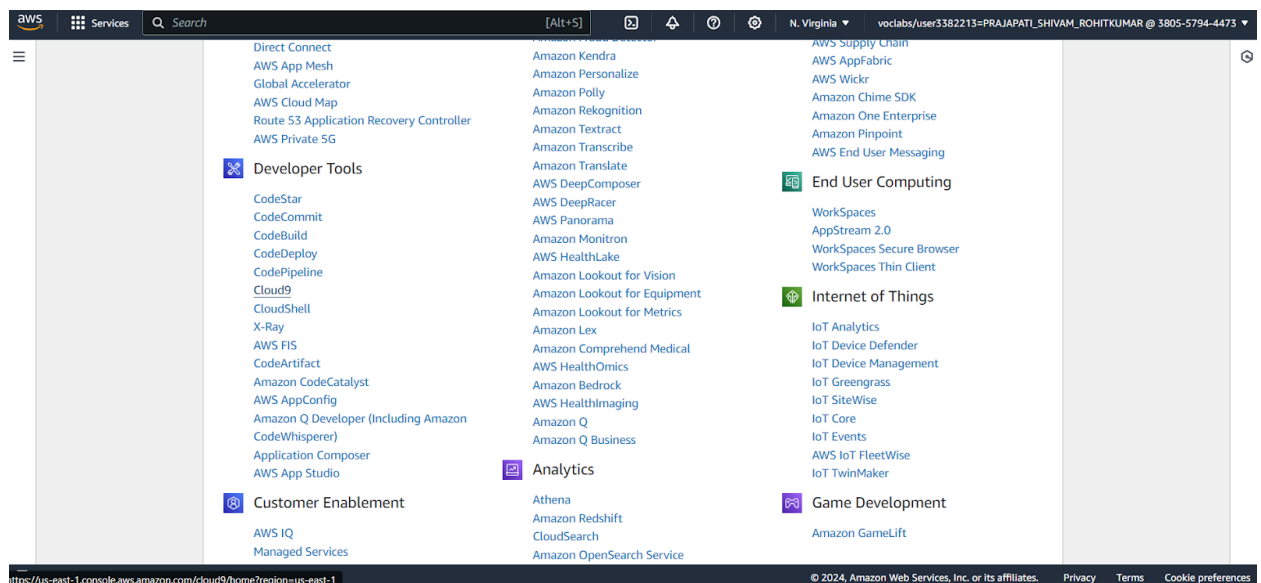 aws
Services
Search
[Alt+S]
N. Virginia
voclabs/user3382213=PRAJAPATI_SHIVAM_ROHITKUMAR @ 3805-5794-4473
Direct Connect
AWS App Mesh
Global Accelerator
AWS Cloud Map
Route 53 Application Recovery Controller
AWS Private 5G
Developer Tools
CodeStar
CodeCommit
CodeBuild
CodeDeploy
CodePipeline
Cloud9
CloudShell
X-Ray
AWS FIS
CodeArtifact
Amazon CodeCatalyst
AWS AppConfig
Amazon Q Developer (Including Amazon
CodeWhisperer)
Application Composer
AWS App Studio
Customer Enablement
AWS IQ
Managed Services
Amazon Fraud Detector
Amazon Kendra
Amazon Personalize
Amazon Polly
Amazon Rekognition
Amazon Textract
Amazon Transcribe
Amazon Translate
AWS DeepComposer
AWS DeepRacer
AWS Panorama
Amazon Monitron
AWS HealthLake
Amazon Lookout for Vision
Amazon Lookout for Equipment
Amazon Lookout for Metrics
Amazon Lex
Amazon Comprehend Medical
AWS HealthOmics
Amazon Bedrock
AWS HealthImaging
Amazon Q
Amazon Q Business
Analytics
Athena
Amazon Redshift
CloudSearch
Amazon OpenSearch Service
AWS Supply Chain
AWS AppFabric
AWS Wickr
Amazon Chime SDK
Amazon One Enterprise
Amazon Pinpoint
AWS End User Messaging
End User Computing
WorkSpaces
AppStream 2.0
WorkSpaces Secure Browser
WorkSpaces Thin Client
Internet of Things
IoT Analytics
IoT Device Defender
IoT Device Management
IoT Greengrass
IoT SiteWise
IoT Core
IoT Events
AWS IoT FleetWise
IoT TwinMaker
Game Development
Amazon GameLift
https://us-east-1.console.aws.amazon.com/cloud9/home?region=us-east-1
© 2024, Amazon Web Services, Inc. or its affiliates.
Privacy
Terms
Cookie preferences